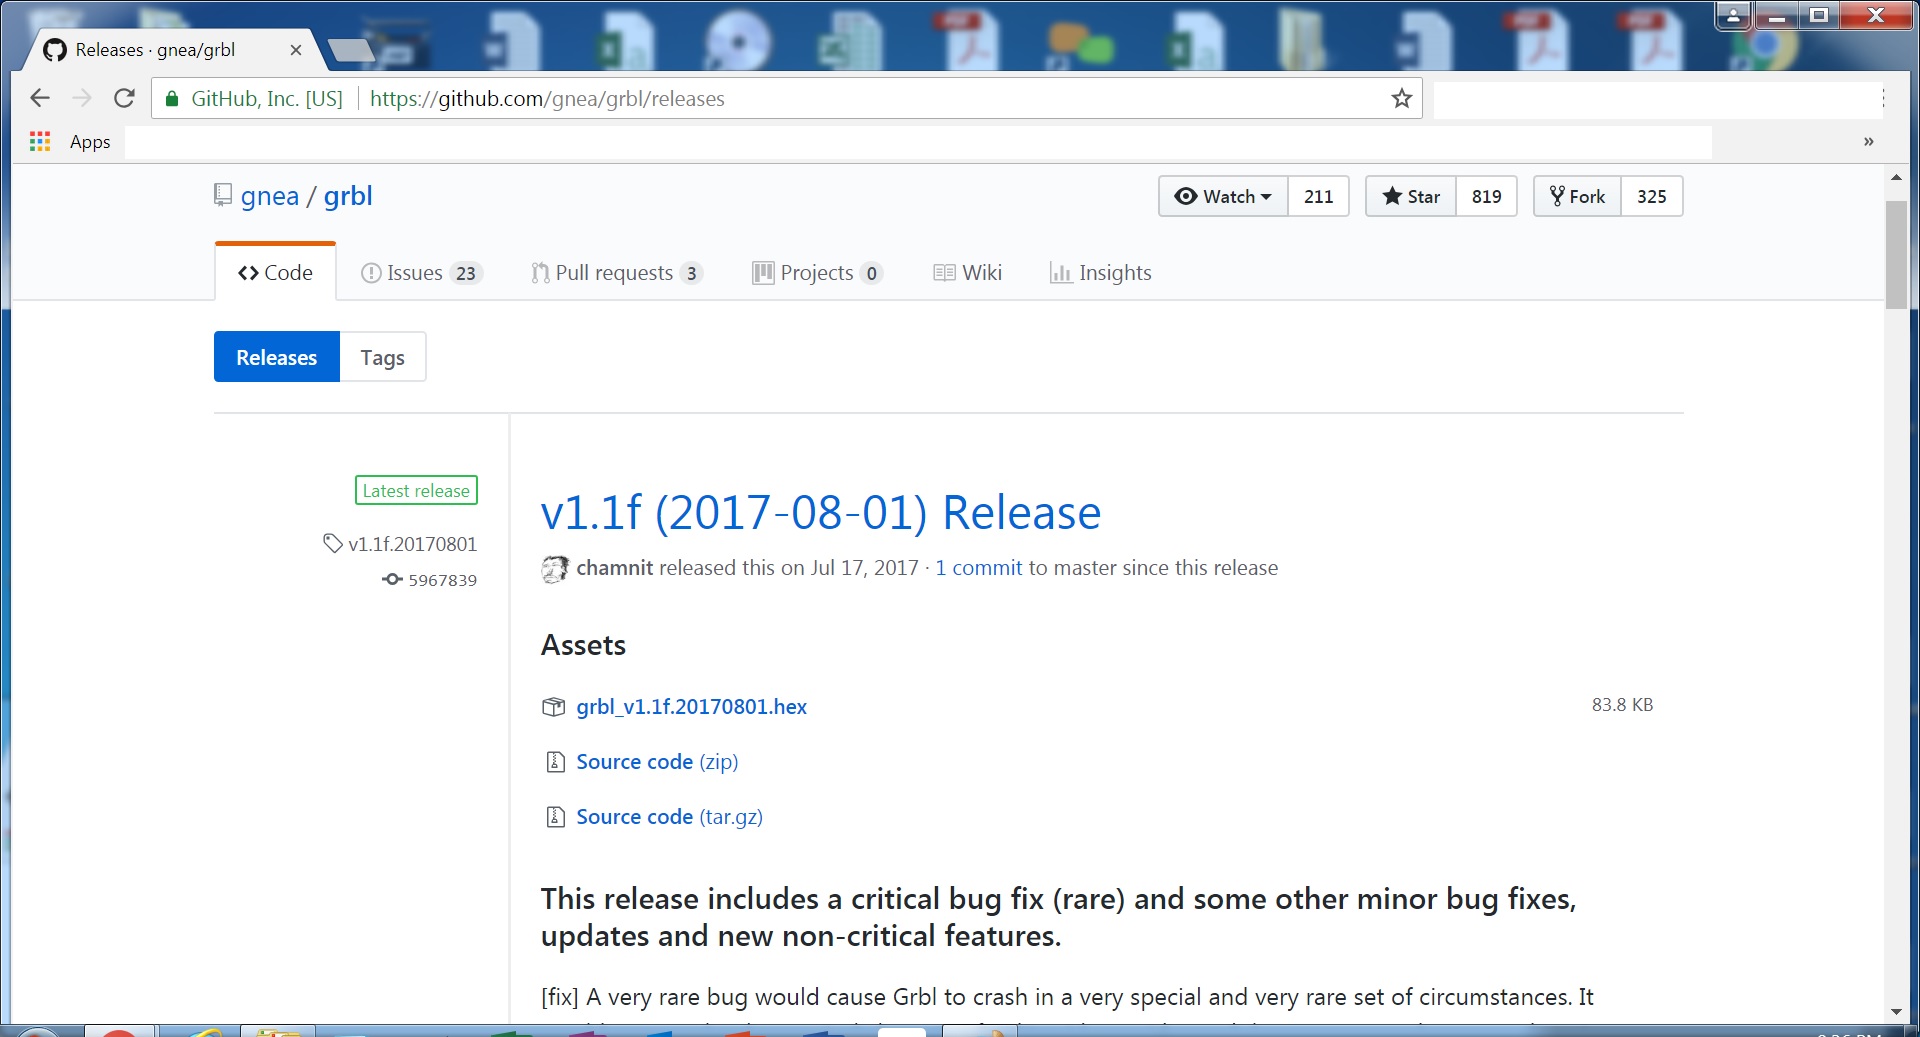 Releases · gnea/grbl
GitHub, Inc. [US] https://github.com/gnea/grbl/releases
Apps
»
gnea / grbl
Watch 211 Star 819 Fork 325
Code Issues 23 Pull requests 3 Projects 0 Wiki Insights
Releases Tags
Latest release
v1.1f.20170801
5967839
v1.1f (2017-08-01) Release
chamnit released this on Jul 17, 2017 · 1 commit to master since this release
Assets
grbl_v1.1f.20170801.hex 83.8 KB
Source code (zip)
Source code (tar.gz)
This release includes a critical bug fix (rare) and some other minor bug fixes,
updates and new non-critical features.
[fix] A very rare bug would cause Grbl to crash in a very special and very rare set of circumstances. It